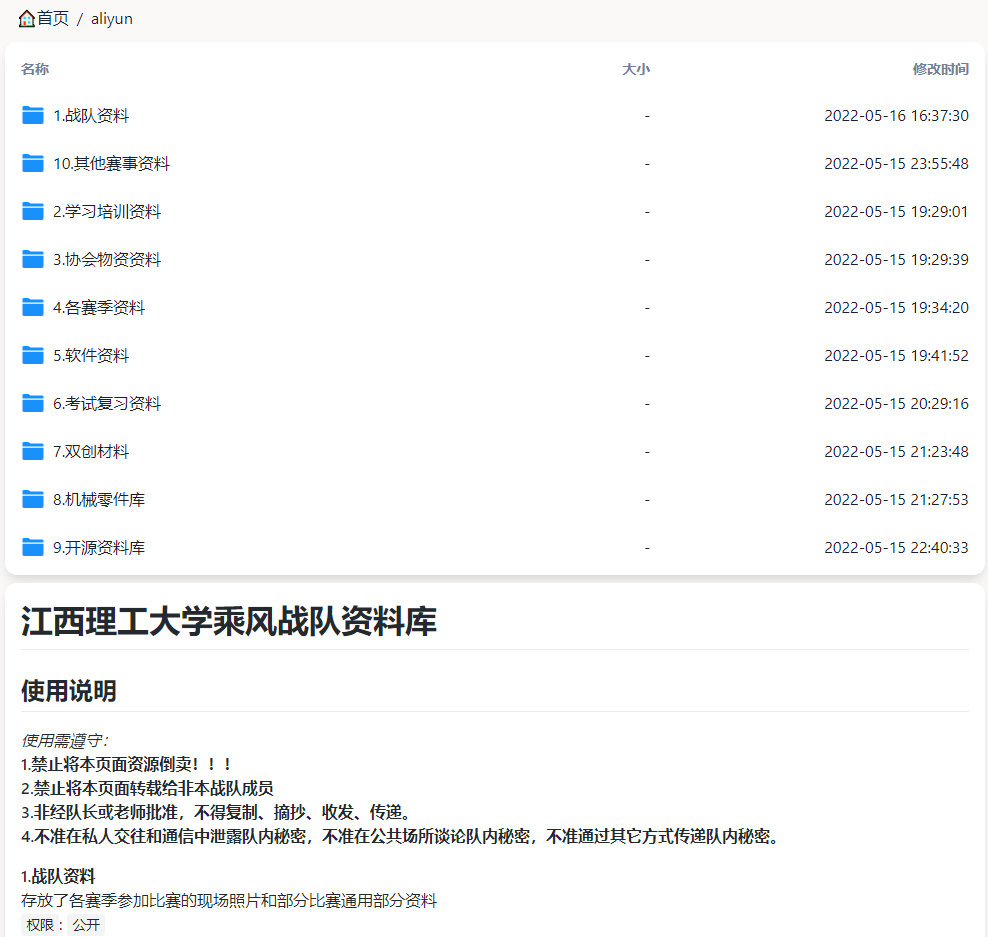 首页 / aliyun
名称 大小 修改时间
1.战队资料 - 2022-05-16 16:37:30
10.其他赛事资料 - 2022-05-15 23:55:48
2.学习培训资料 - 2022-05-15 19:29:01
3.协会物资资料 - 2022-05-15 19:29:39
4.各赛季资料 - 2022-05-15 19:34:20
5.软件资料 - 2022-05-15 19:41:52
6.考试复习资料 - 2022-05-15 20:29:16
7.双创材料 - 2022-05-15 21:23:48
8.机械零件库 - 2022-05-15 21:27:53
9.开源资料库 - 2022-05-15 22:40:33
江西理工大学乘风战队资料库
使用说明
使用需遵守：
1.禁止将本页面资源倒卖！！！
2.禁止将本页面转载给非本战队成员
3.非经队长或老师批准，不得复制、摘抄、收发、传递。
4.不准在私人交往和通信中泄露队内秘密，不准在公共场所谈论队内秘密，不准通过其它方式传递队内秘密。
1.战队资料
存放了各赛季参加比赛的现场照片和部分比赛通用部分资料
权限： 公开